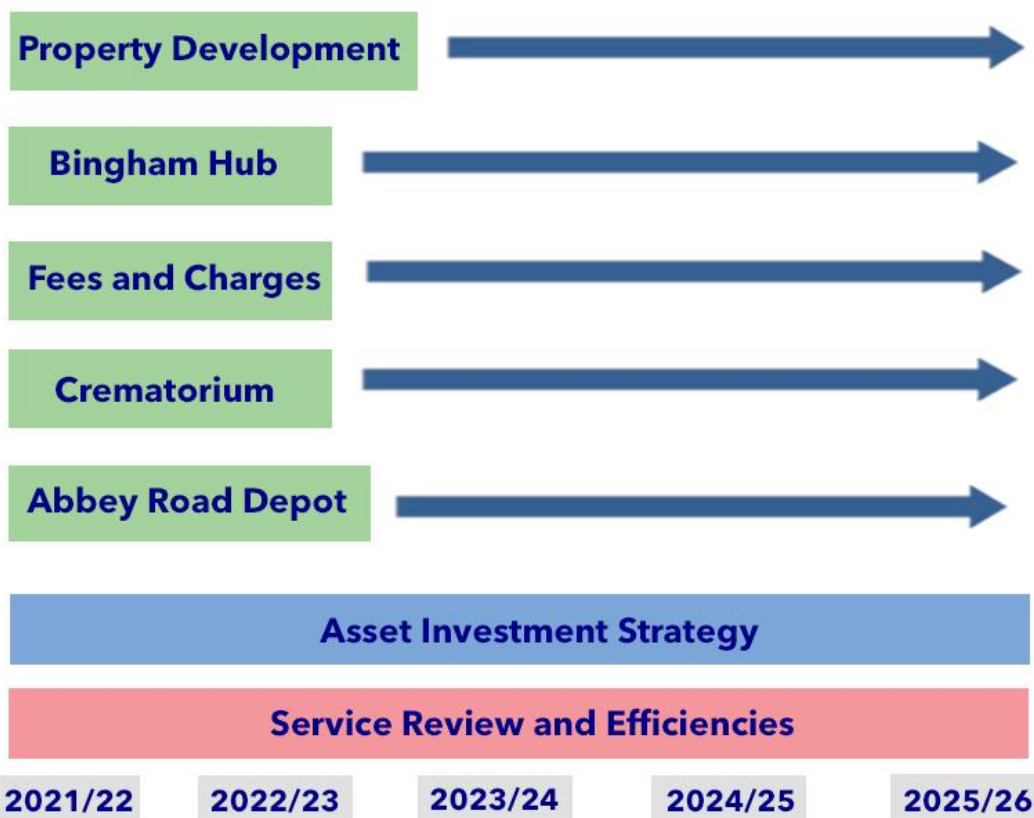 Property Development
Bingham Hub
Fees and Charges
Crematorium
Abbey Road Depot
Asset Investment Strategy
Service Review and Efficiencies
2021/22 2022/23 2023/24 2024/25 2025/26